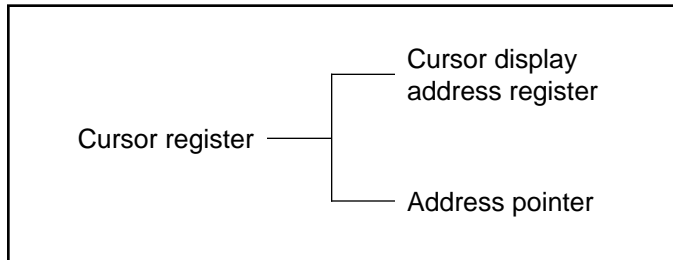 Cursor display
address register
Cursor register
Address pointer